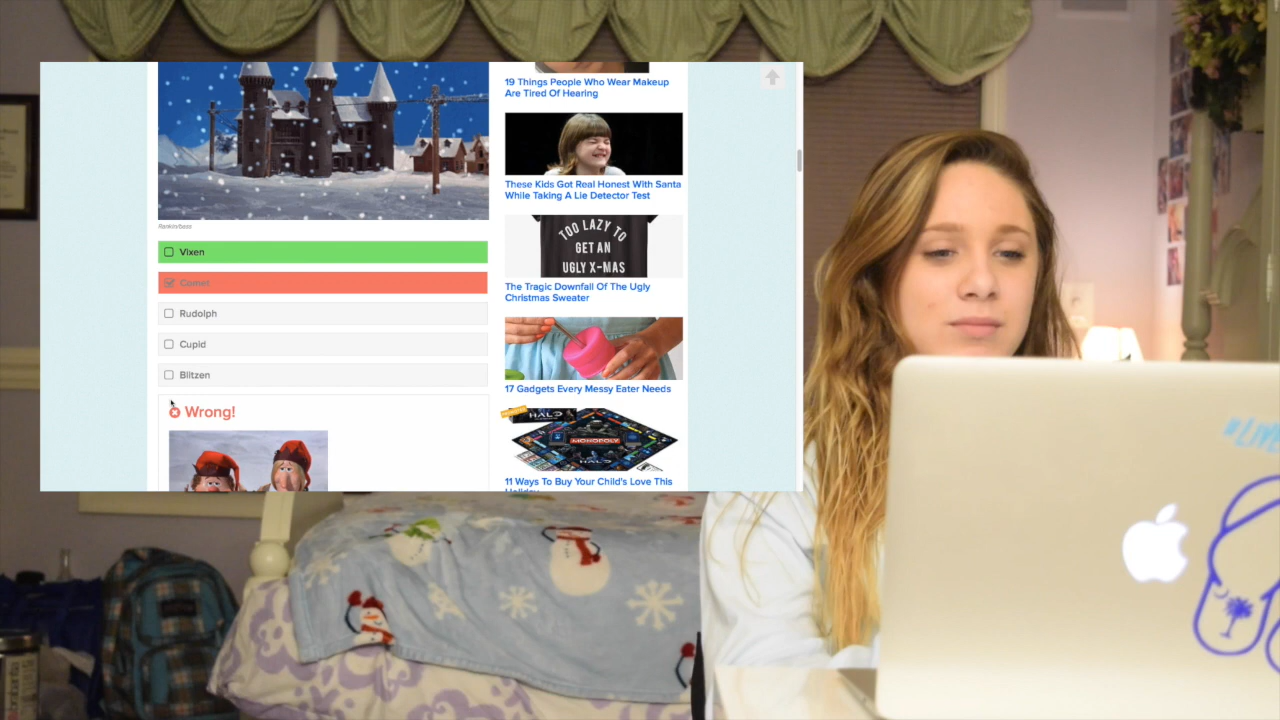 19 Things People Who Wear Makeup
Are Tired Of Hearing
Rankin/bass
These Kids Got Real Honest With Santa
While Taking A Lie Detector Test
TOO LAZY TO
GET AN
UGLY X-MAS
The Tragic Downfall Of The Ugly
Christmas Sweater
Vixen
Comet
Rudolph
Cupid
Blitzen
Wrong!
17 Gadgets Every Messy Eater Needs
HALO
MONOPOLY
HALO
11 Ways To Buy Your Child's Love This
Holiday
#LIVE